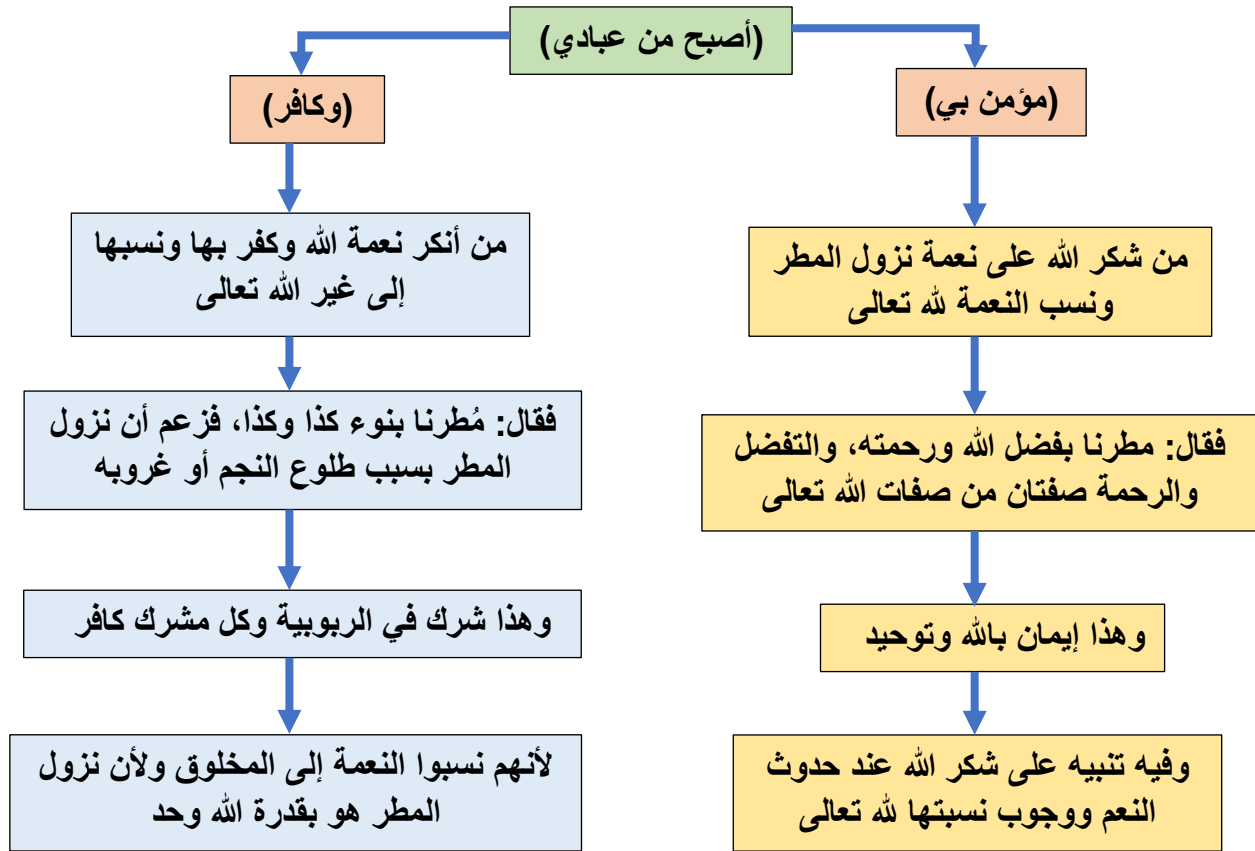 (أصبح من عبادي)
(مؤمن بي)
من شكر الله على نعمة نزول المطر
ونسب النعمة لله تعالى
فقال: مطرنا بفضل الله ورحمته، والتفضل
والرحمة صفتان من صفات الله تعالى
وهذا إيمان بالله وتوحيد
وفيه تنبيه على شكر الله عند حدوث
النعم ووجوب نسبتها لله تعالى
(وكافر)
من أنكر نعمة الله وكفر بها ونسبها
إلى غير الله تعالى
فقال: مُطرنا بنوء كذا وكذا، فزعم أن نزول
المطر بسبب طلوع النجم أو غروبه
وهذا شرك في الربوبية وكل مشرك كافر
لأنهم نسبوا النعمة إلى المخلوق ولأن نزول
المطر هو بقدرة الله وحد